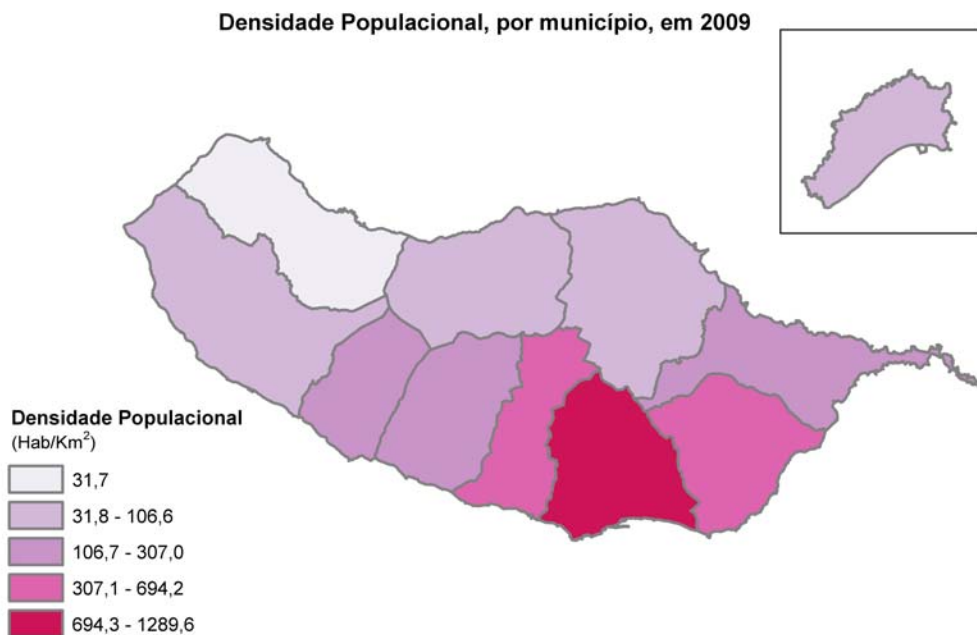 Densidade Populacional, por município, em 2009
Densidade Populacional
(Hab/Km²)
31,7
31,8 - 106,6
106,7 - 307,0
307,1 - 694,2
694,3 - 1289,6